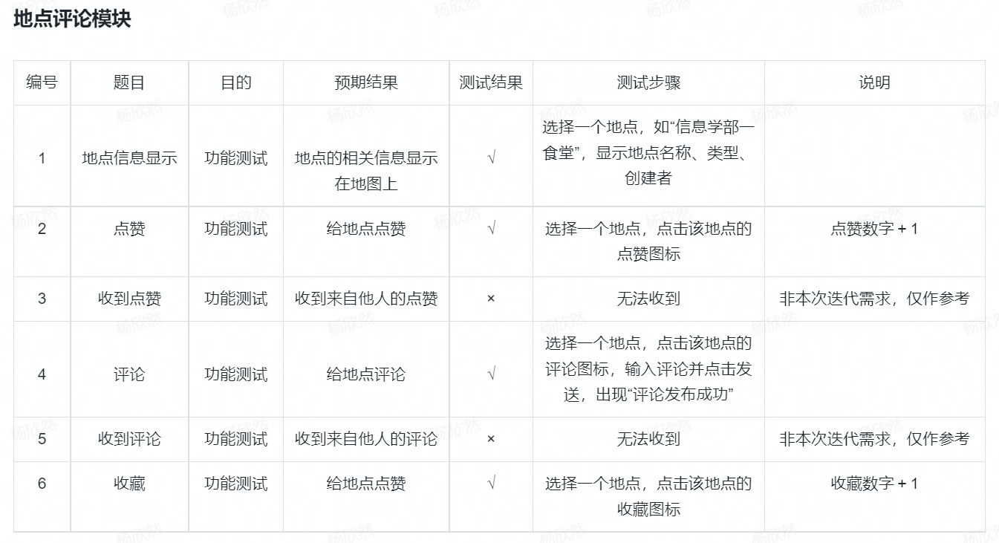 地点评论模块
编号 题目 目的 预期结果 测试结果 测试步骤 说明
1 地点信息显示 功能测试 地点的相关信息显示 √ 选择一个地点，如“信息学部一
在地图上 食堂”，显示地点名称、类型、
创建者
2 点赞 功能测试 给地点点赞 √ 选择一个地点，点击该地点的 点赞数字 + 1
点赞图标
3 收到点赞 功能测试 收到来自他人的点赞 × 无法收到 非本次迭代需求，仅作参考
4 评论 功能测试 给地点评论 √ 选择一个地点，点击该地点的
评论图标，输入评论并点击发
送，出现“评论发布成功”
5 收到评论 功能测试 收到来自他人的评论 × 无法收到 非本次迭代需求，仅作参考
6 收藏 功能测试 给地点点赞 √ 选择一个地点，点击该地点的 收藏数字 + 1
收藏图标
杨欣然